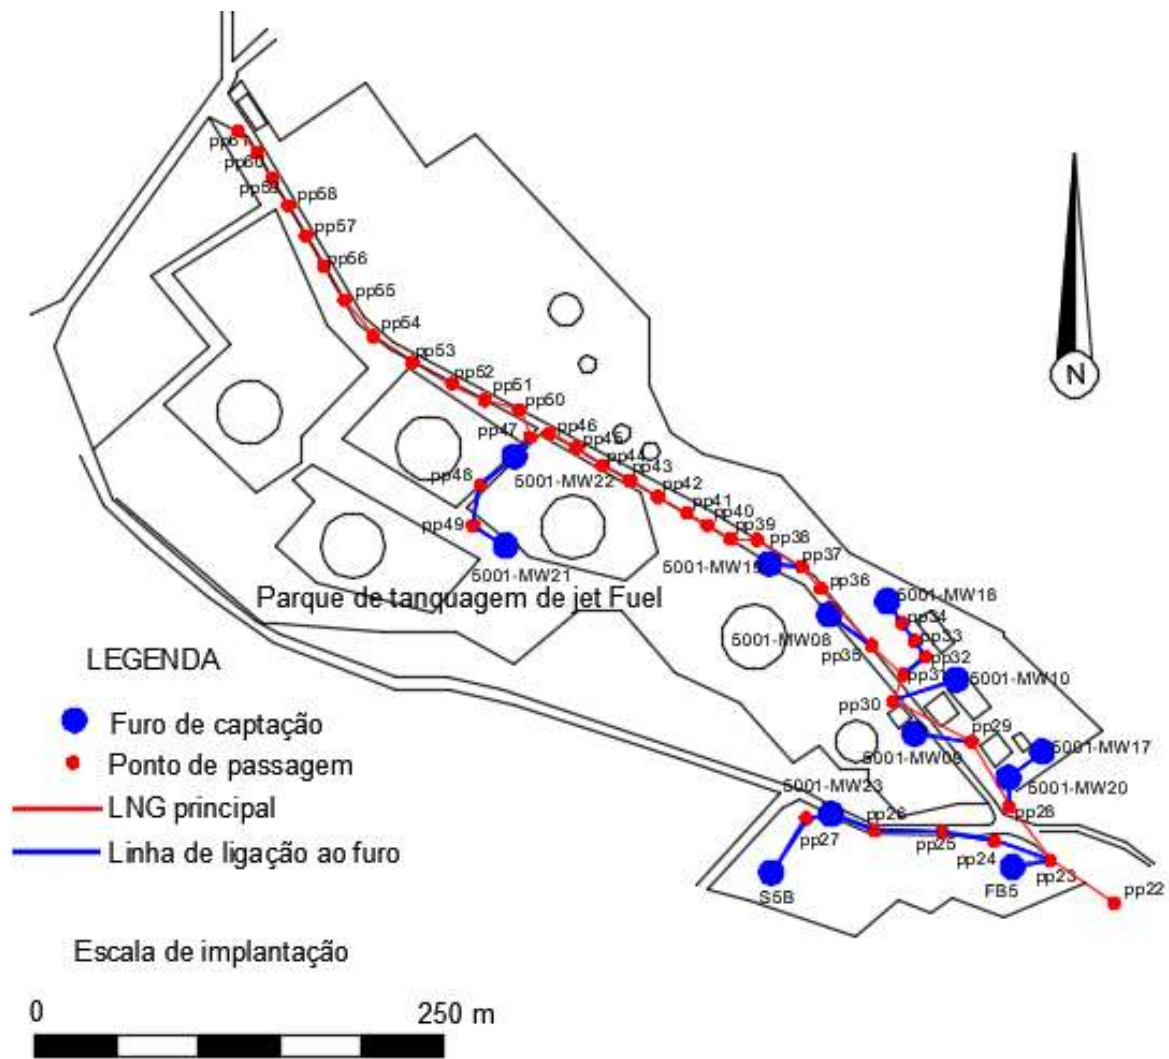 pp61
pp60
pp59
pp58
pp57
pp56
pp55
pp54
pp53
pp52
pp51
pp50
pp47
pp46
pp45
pp44
pp43
pp42
pp41
pp40
pp39
pp38
pp37
pp36
pp48
pp49
5001-MW22
5001-MW21
5001-MW19
5001-MW18
pp34
pp33
pp32
5001-MW08
pp35
pp31
5001-MW10
pp30
pp29
5001-MW09
5001-MW17
5001-MW20
pp28
5001-MW23
pp27
pp26
pp25
pp24
pp23
pp22
S5B
FB5
N
Parque de tanquagem de jet Fuel
LEGENDA
Furo de captação
Ponto de passagem
LNG principal
Linha de ligação ao furo
Escala de implantação
0
250 m